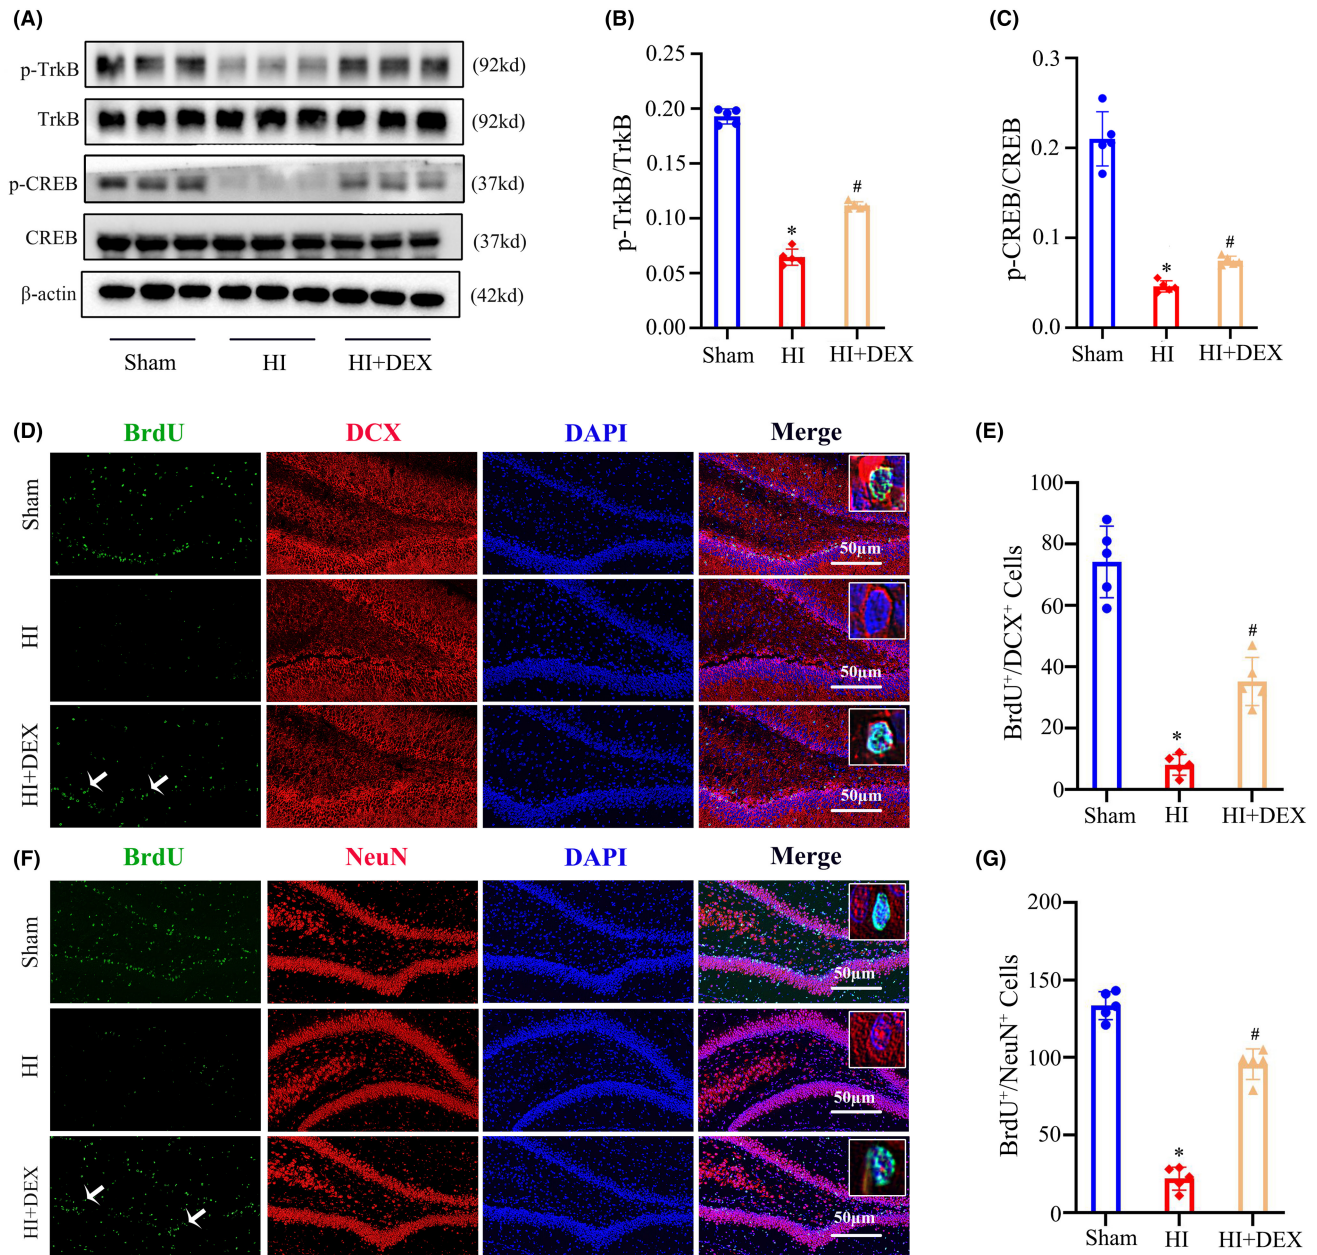 (A)
p-TrkB (92kd)
TrkB (92kd)
p-CREB (37kd)
CREB (37kd)
β-actin (42kd)
Sham HI HI+DEX
(B)
p-TrkB/TrkB
0.25
0.20
0.15
0.10
0.05
0.00
*
#
Sham HI HI+DEX
(C)
p-CREB/CREB
0.3
0.2
0.1
0.0
*
#
Sham HI HI+DEX
(D)
BrdU DCX DAPI Merge
Sham
50μm
HI
50μm
HI+DEX
50μm
(E)
BrdU⁺/DCX⁺ Cells
100
80
60
40
20
0
*
#
Sham HI HI+DEX
(F)
BrdU NeuN DAPI Merge
Sham
50μm
HI
50μm
HI+DEX
50μm
(G)
BrdU⁺/NeuN⁺ Cells
200
150
100
50
0
*
#
Sham HI HI+DEX